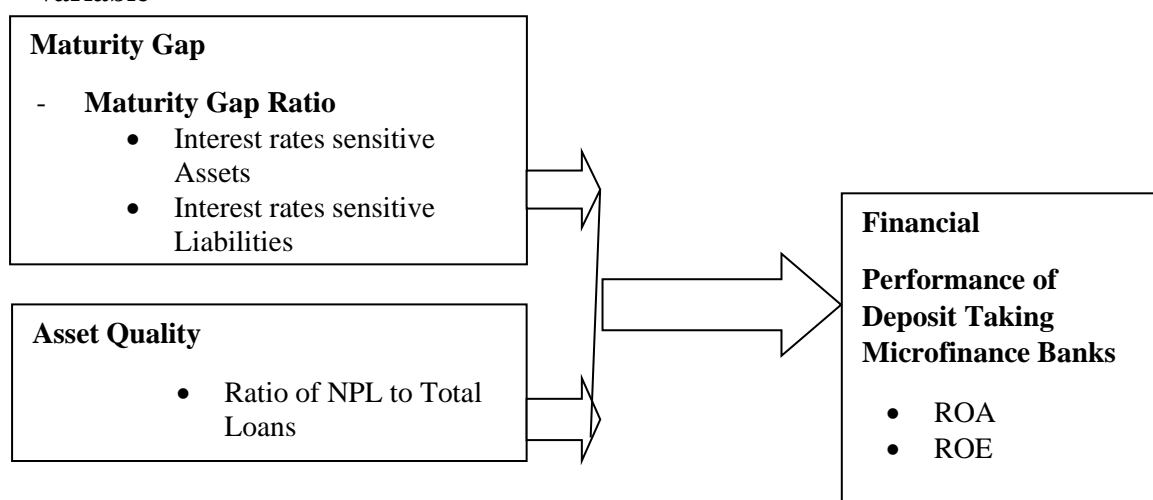 Maturity Gap
- Maturity Gap Ratio
• Interest rates sensitive
Assets
• Interest rates sensitive
Liabilities
Asset Quality
• Ratio of NPL to Total
Loans
Financial
Performance of
Deposit Taking
Microfinance Banks
• ROA
• ROE